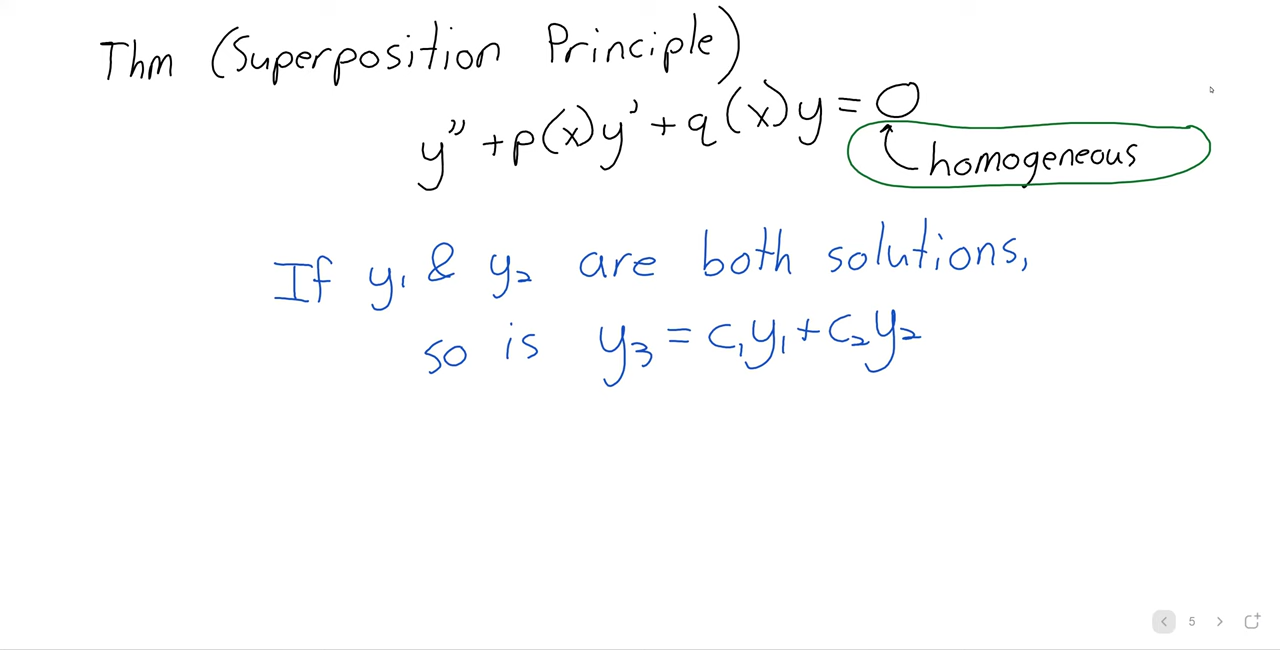 Thm (Superposition Principle)
y'' + p(x)y' + q(x)y = 0
homogeneous
If y₁ & y₂ are both solutions,
so is y₃ = c₁y₁ + c₂y₂
5